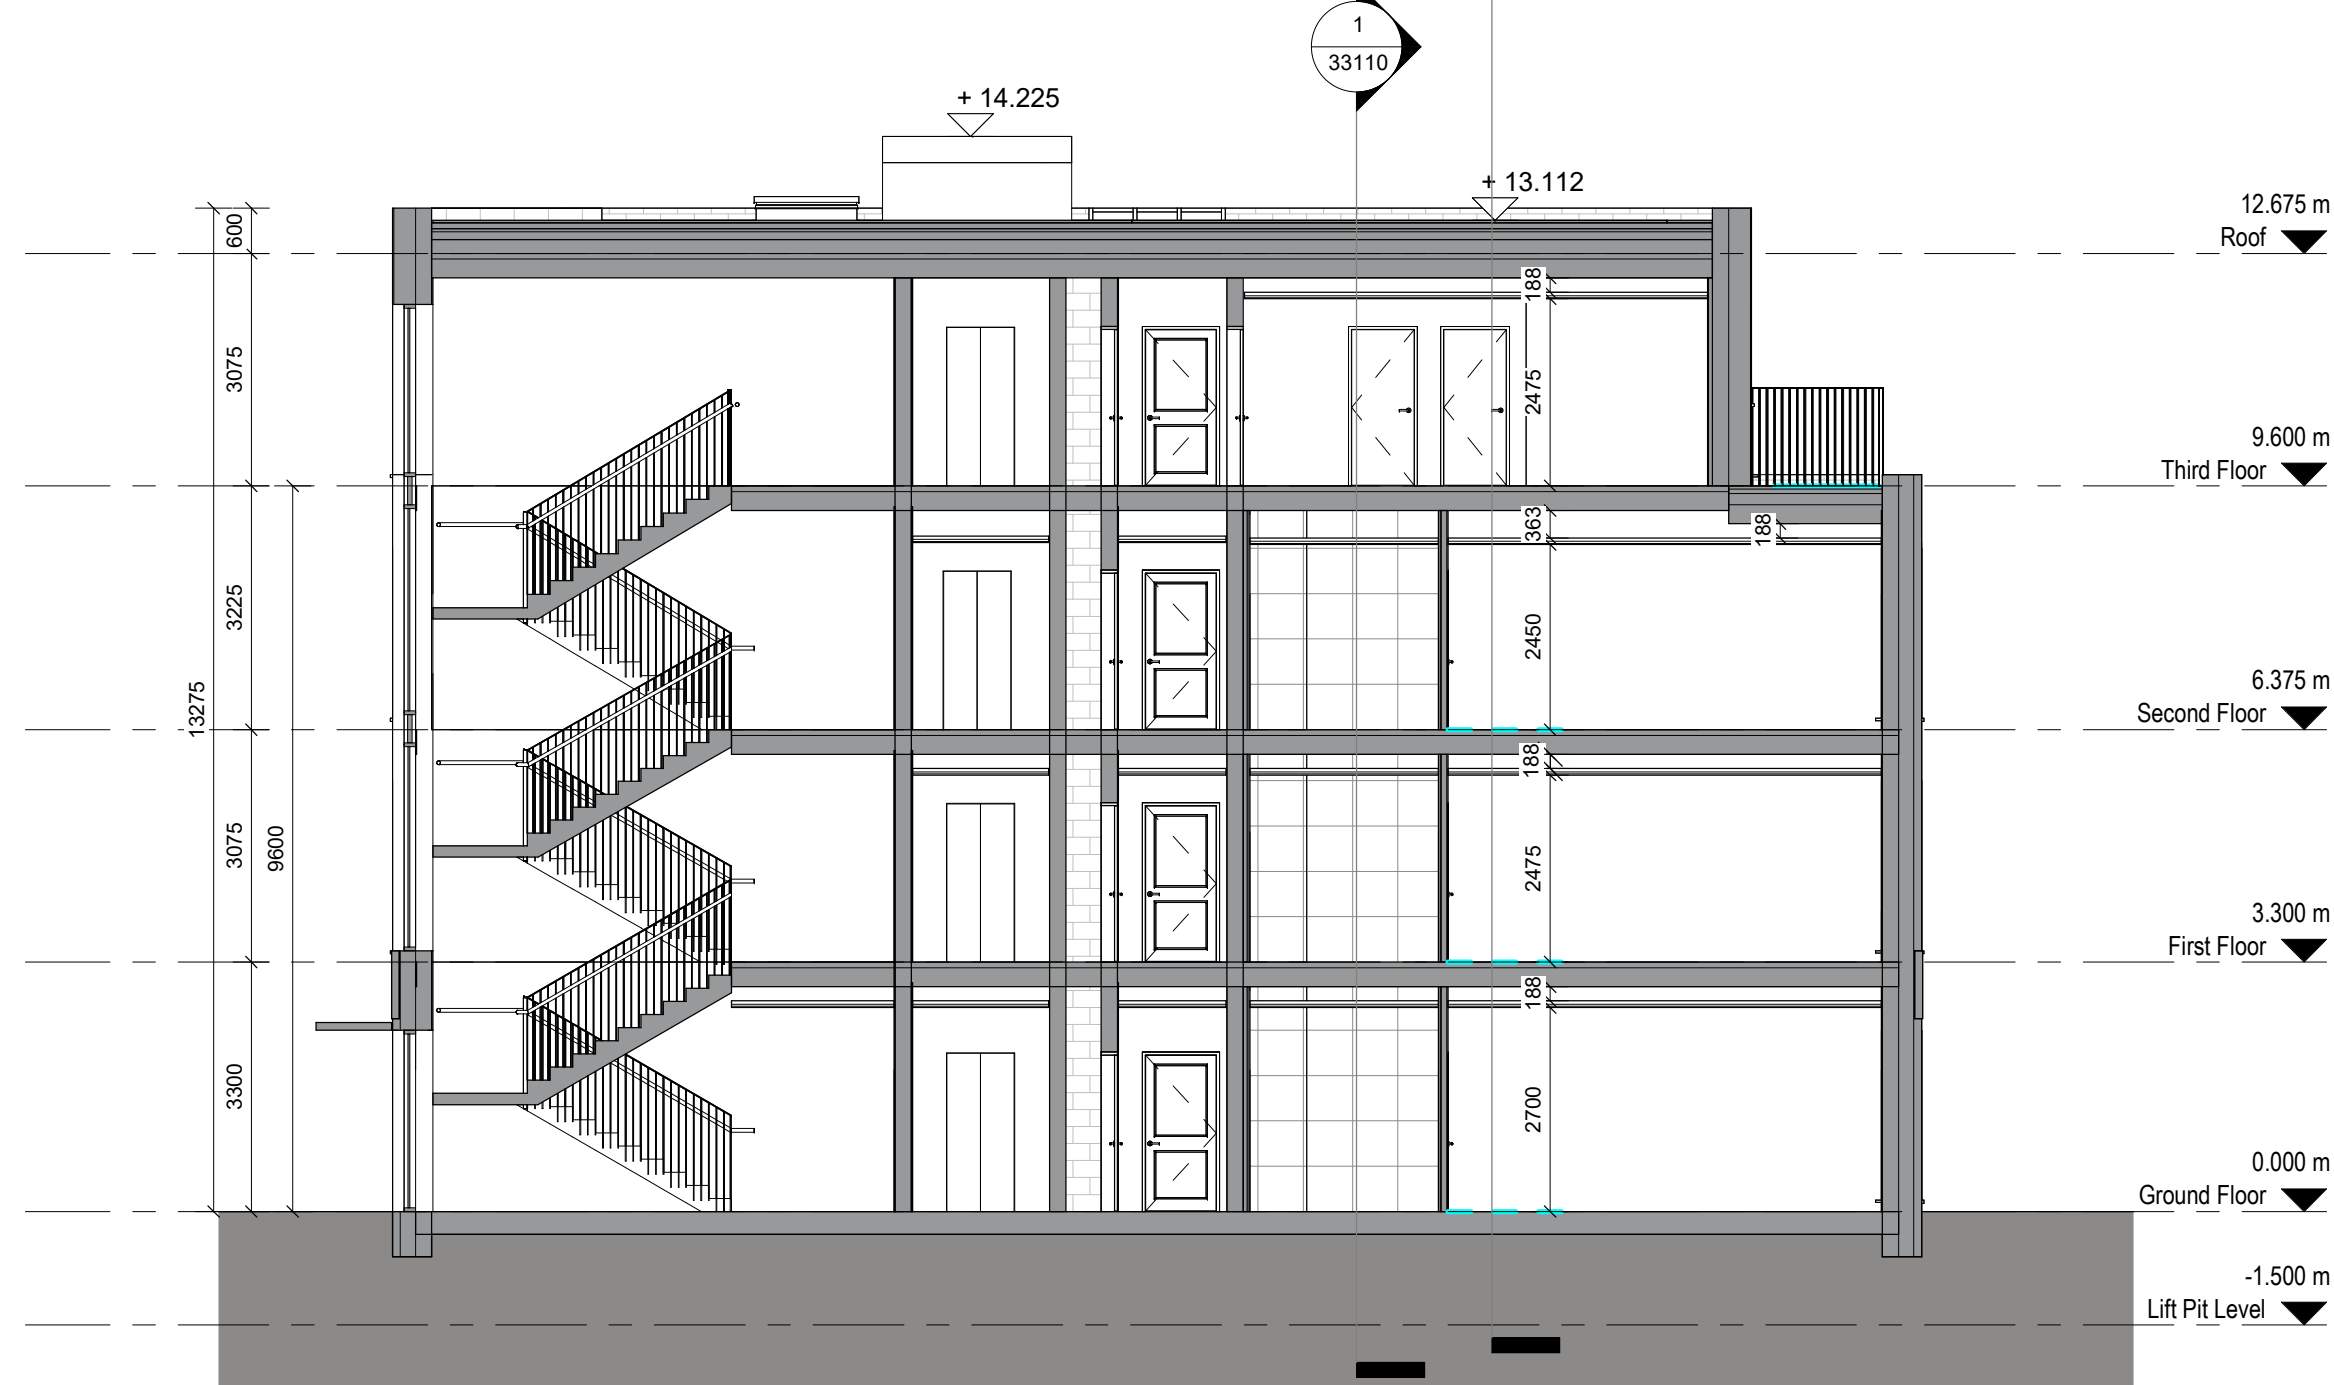 1
33110
+ 14.225
+ 13.112
12.675 m
Roof
600
188
3075
2475
9.600 m
Third Floor
363
188
3225
2450
6.375 m
Second Floor
13275
188
3075
9600
2475
3.300 m
First Floor
188
3300
2700
0.000 m
Ground Floor
-1.500 m
Lift Pit Level